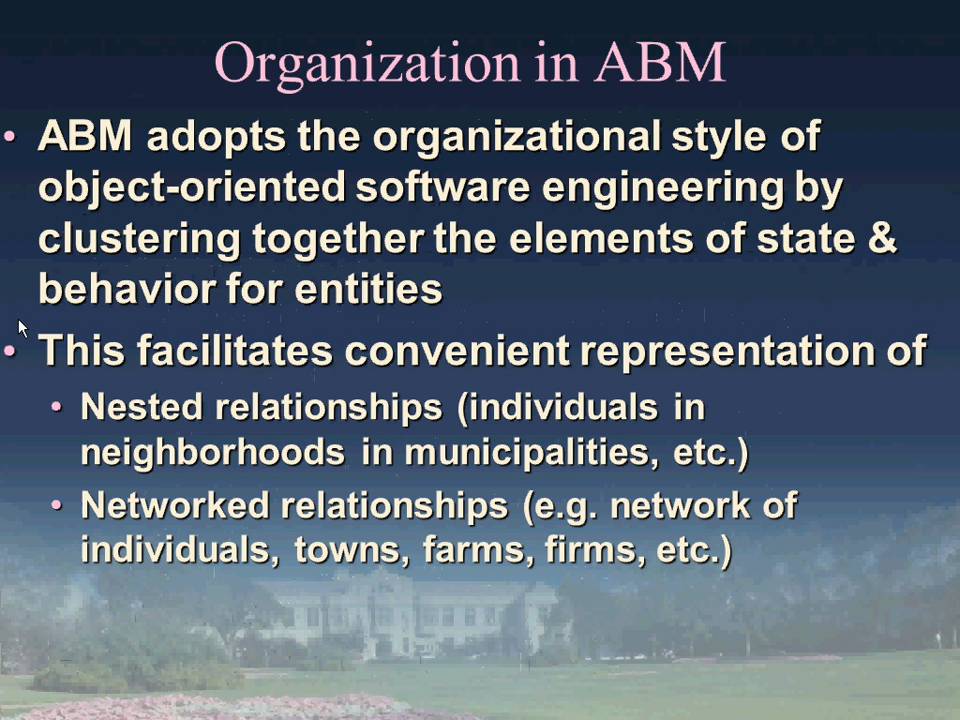 Organization in ABM
• ABM adopts the organizational style of
object-oriented software engineering by
clustering together the elements of state &
behavior for entities
• This facilitates convenient representation of
• Nested relationships (individuals in
neighborhoods in municipalities, etc.)
• Networked relationships (e.g. network of
individuals, towns, farms, firms, etc.)